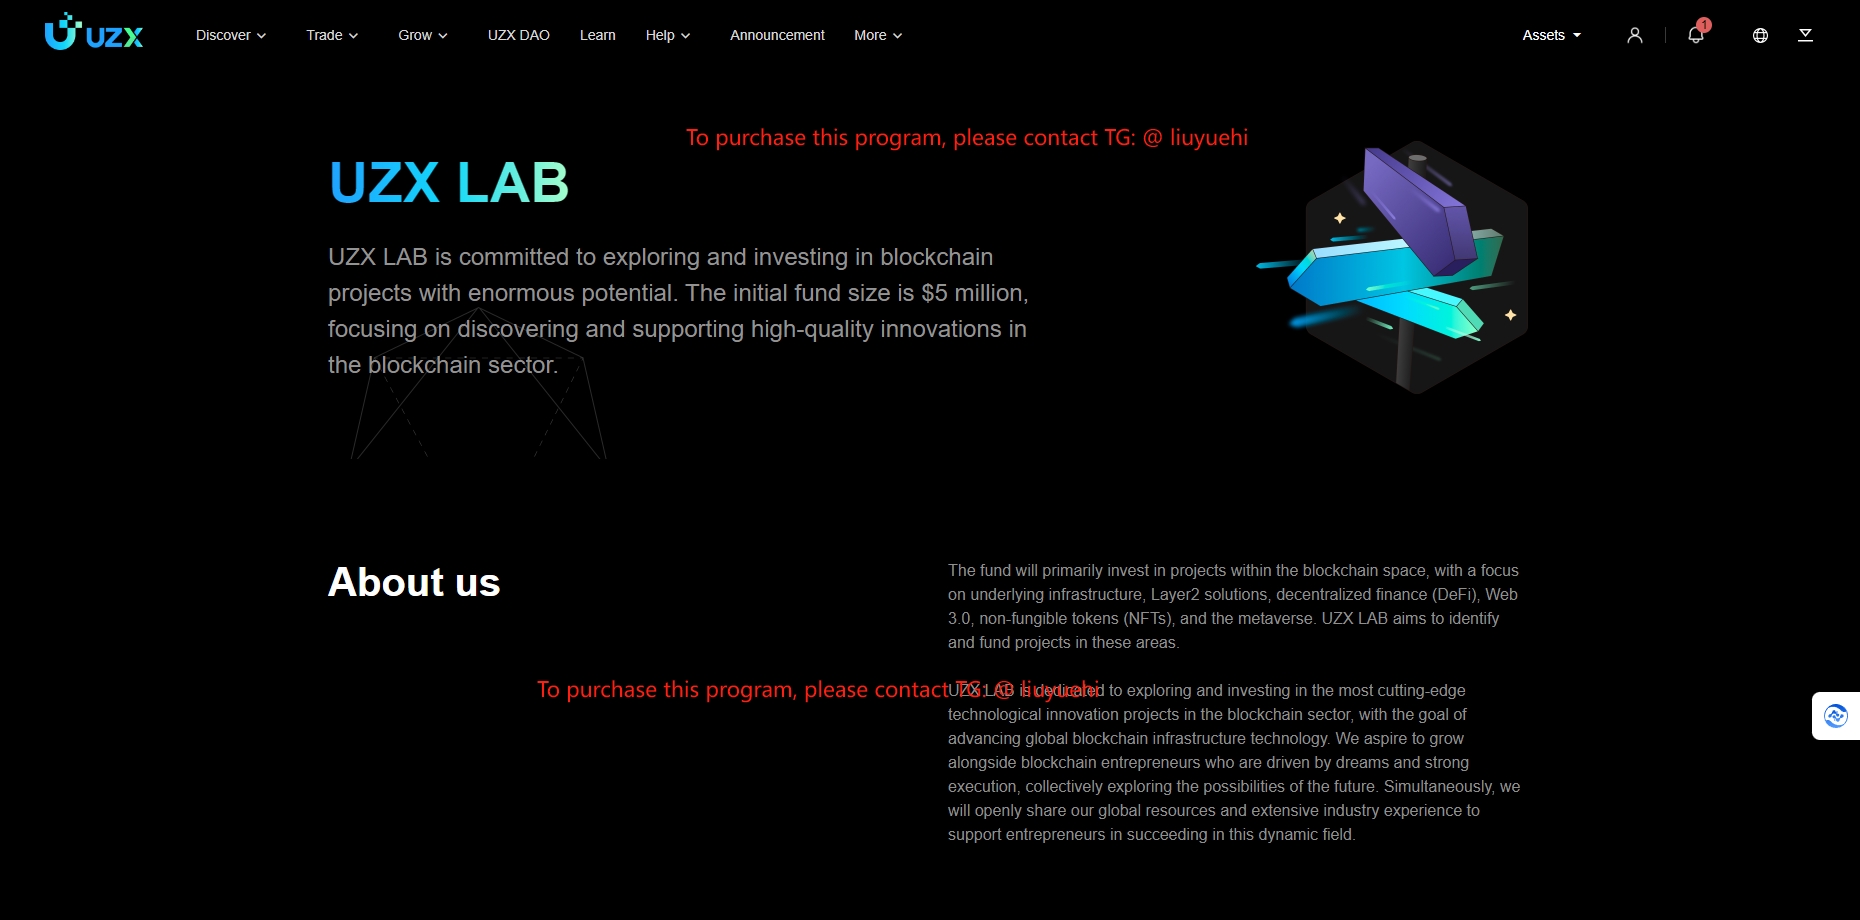 UZX
Discover
Trade
Grow
UZX DAO
Learn
Help
Announcement
More
Assets
1
To purchase this program, please contact TG: @ liuyuehi
UZX LAB
UZX LAB is committed to exploring and investing in blockchain
projects with enormous potential. The initial fund size is $5 million,
focusing on discovering and supporting high-quality innovations in
the blockchain sector.
About us
The fund will primarily invest in projects within the blockchain space, with a focus
on underlying infrastructure, Layer2 solutions, decentralized finance (DeFi), Web
3.0, non-fungible tokens (NFTs), and the metaverse. UZX LAB aims to identify
and fund projects in these areas.
To purchase this program, please contact TG: @ liuyuehi
UZX LAB is dedicated to exploring and investing in the most cutting-edge
technological innovation projects in the blockchain sector, with the goal of
advancing global blockchain infrastructure technology. We aspire to grow
alongside blockchain entrepreneurs who are driven by dreams and strong
execution, collectively exploring the possibilities of the future. Simultaneously, we
will openly share our global resources and extensive industry experience to
support entrepreneurs in succeeding in this dynamic field.